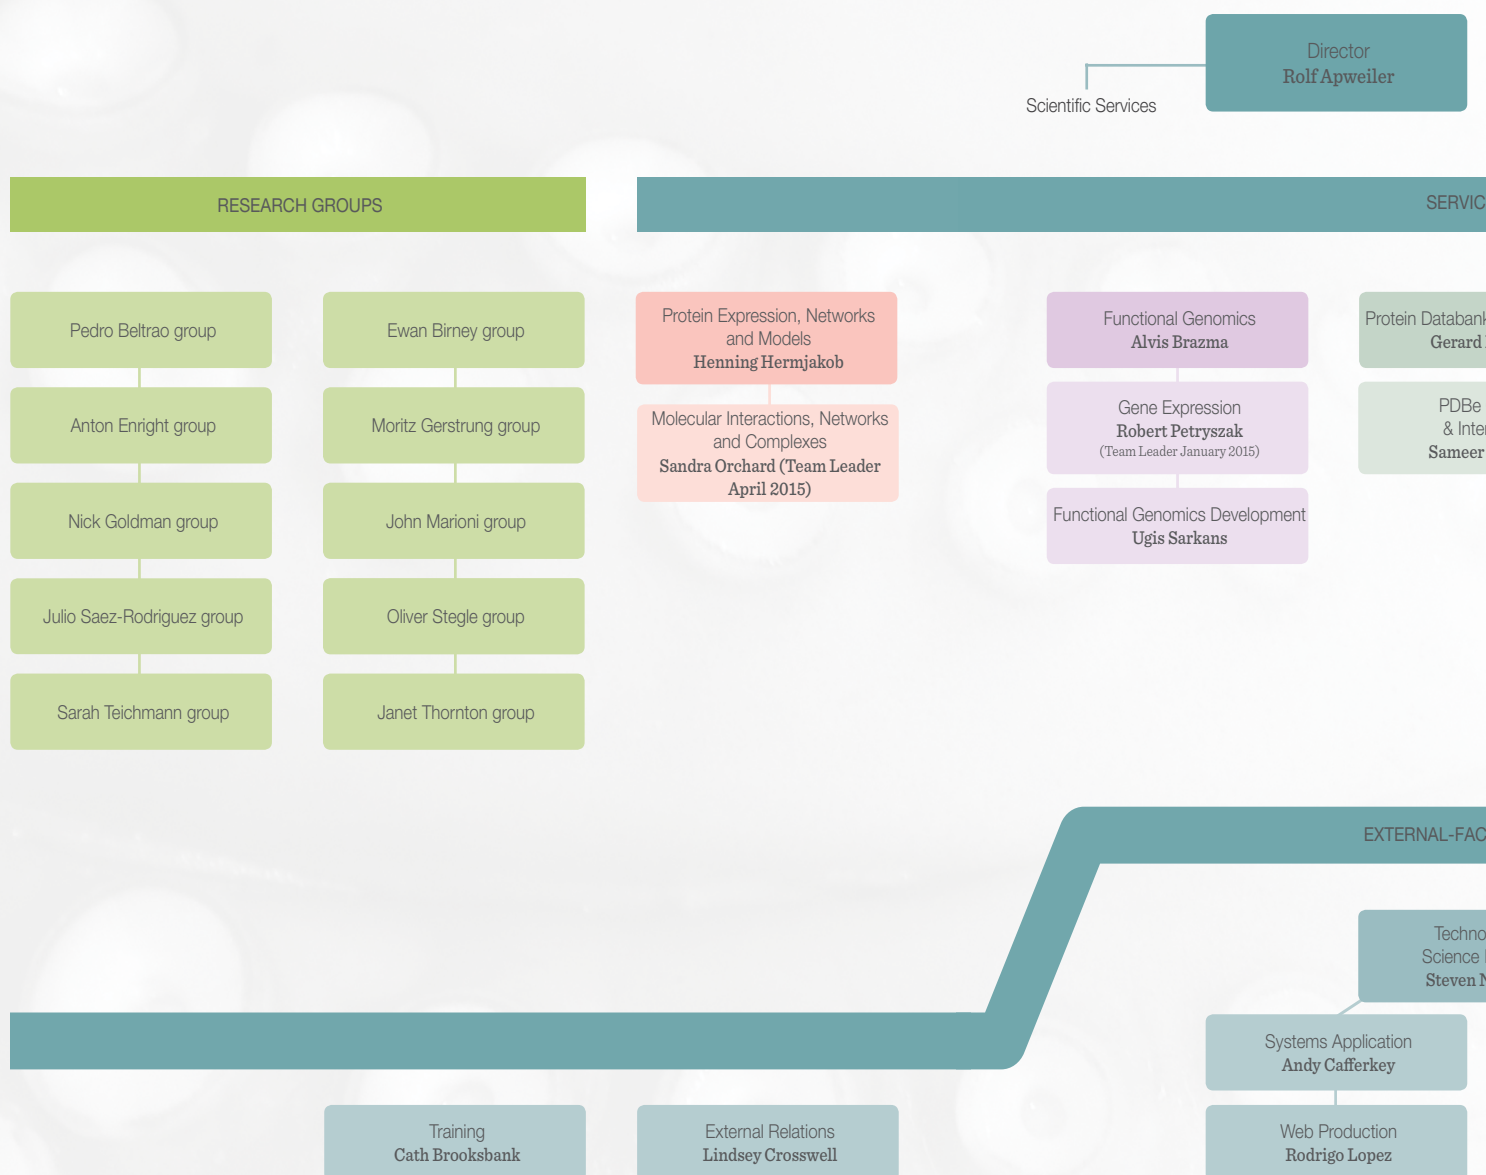 Director
Rolf Apweiler
Scientific Services
RESEARCH GROUPS
SERVIC
Pedro Beltrao group
Anton Enright group
Nick Goldman group
Julio Saez-Rodriguez group
Sarah Teichmann group
Ewan Birney group
Moritz Gerstrung group
John Marioni group
Oliver Stegle group
Janet Thornton group
Protein Expression, Networks
and Models
Henning Hermjakob
Molecular Interactions, Networks
and Complexes
Sandra Orchard (Team Leader
April 2015)
Functional Genomics
Alvis Brazma
Gene Expression
Robert Petryszak
(Team Leader January 2015)
Functional Genomics Development
Ugis Sarkans
Protein Databank
Gerard
PDBe
& Inter
Sameer
EXTERNAL-FAC
Techno
Science
Steven N
Systems Application
Andy Cafferkey
Web Production
Rodrigo Lopez
Training
Cath Brooksbank
External Relations
Lindsey Crosswell